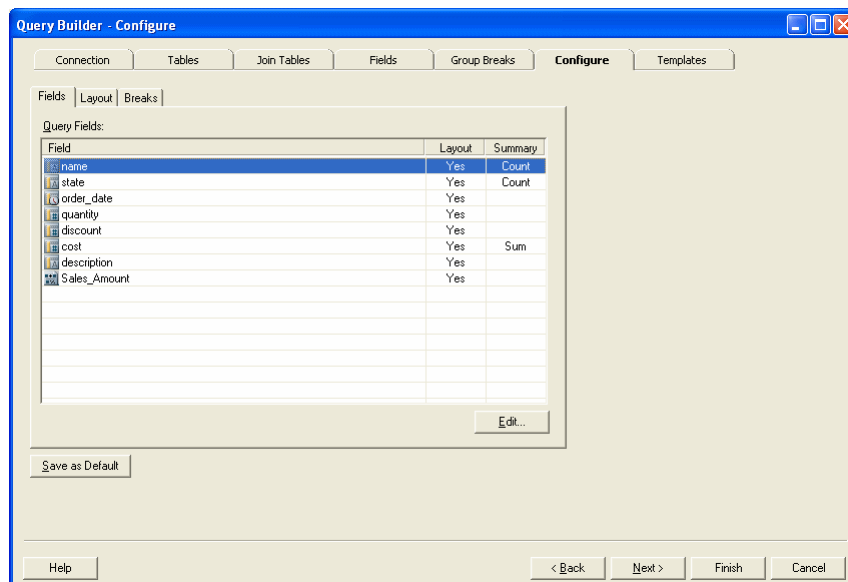 Query Builder - Configure
Connection Tables Join Tables Fields Group Breaks Configure Templates
Fields Layout Breaks
Query Fields:
Field Layout Summary
name Yes Count
state Yes Count
order_date Yes
quantity Yes
discount Yes
cost Yes Sum
description Yes
Sales_Amount Yes
Edit...
Save as Default
Help < Back Next > Finish Cancel